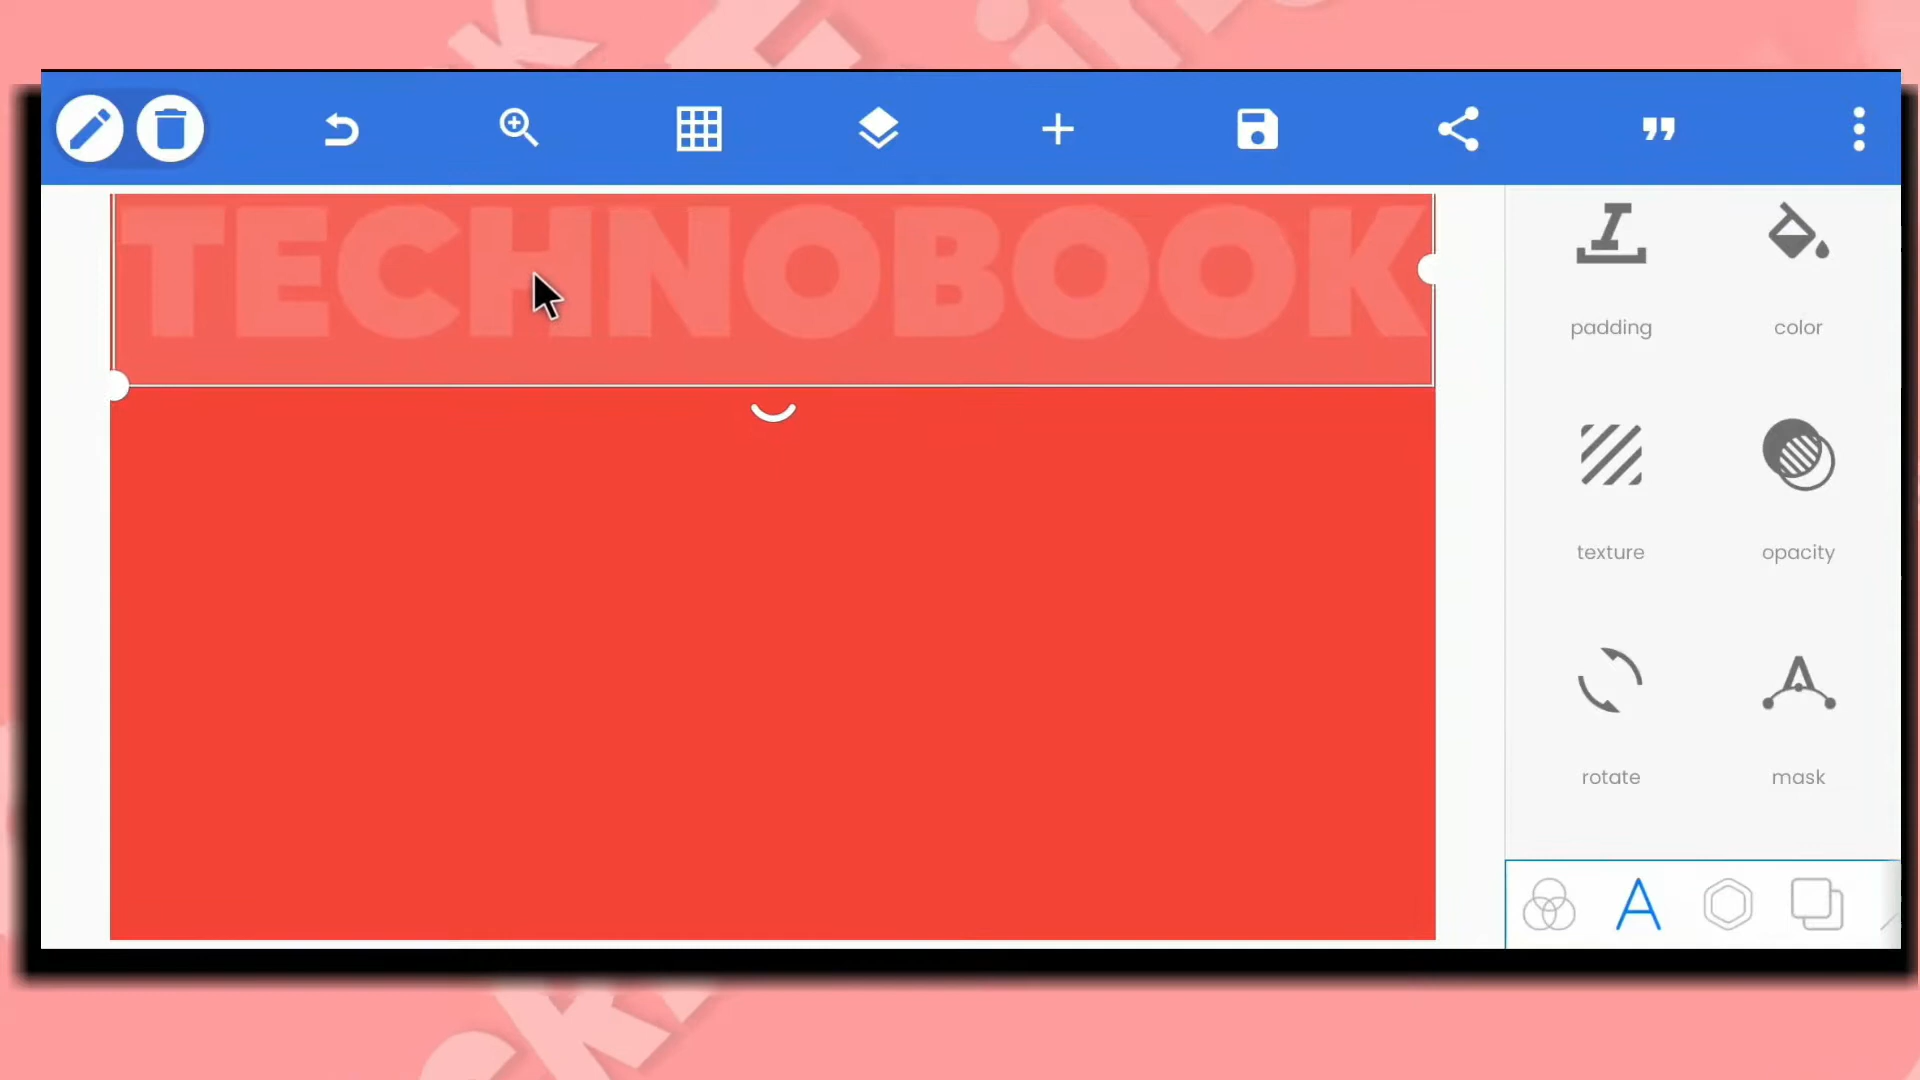 TECHNOBOOK
padding
color
texture
opacity
rotate
mask